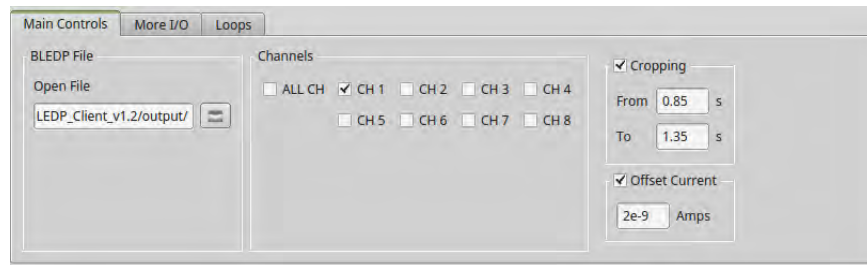 Main Controls More I/O Loops
BLEDP File
Open File
LEDP_Client_v1.2/output/
Channels
ALL CH CH 1 CH 2 CH 3 CH 4
CH 5 CH 6 CH 7 CH 8
Cropping
From 0.85 s
To 1.35 s
Offset Current
2e-9 Amps